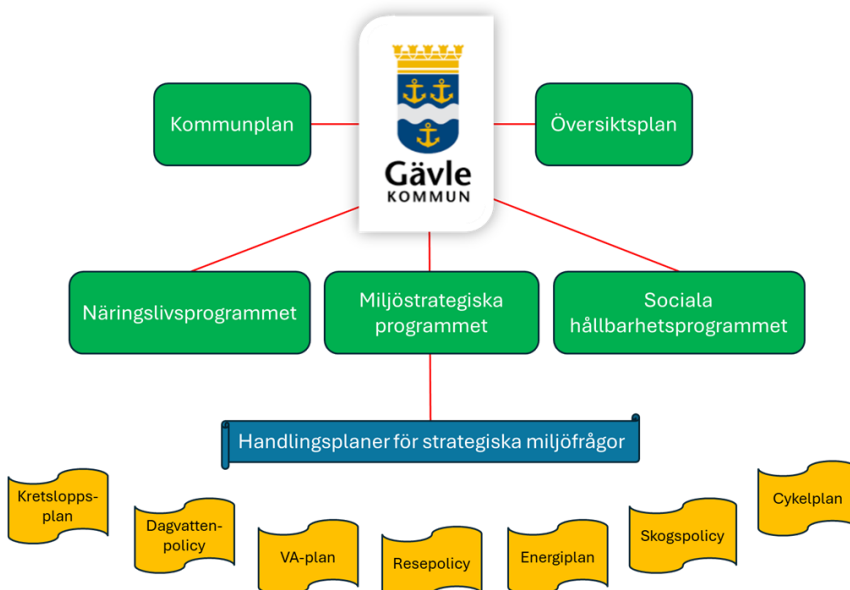 Kommunplan
Gävle
KOMMUN
Översiktsplan
Näringslivsprogrammet
Miljöstrategiska
programmet
Sociala
hållbarhetsprogrammet
Handlingsplaner för strategiska miljöfrågor
Kretslopps-
plan
Dagvatten-
policy
VA-plan
Resepolicy
Energiplan
Skogspolicy
Cykelplan